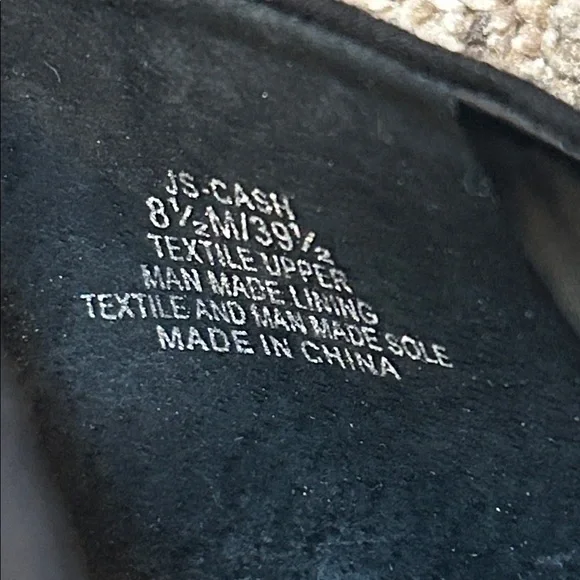 JS-CASH
8½M/39½
TEXTILE UPPER
MAN MADE LINING
TEXTILE AND MAN MADE SOLE
MADE IN CHINA